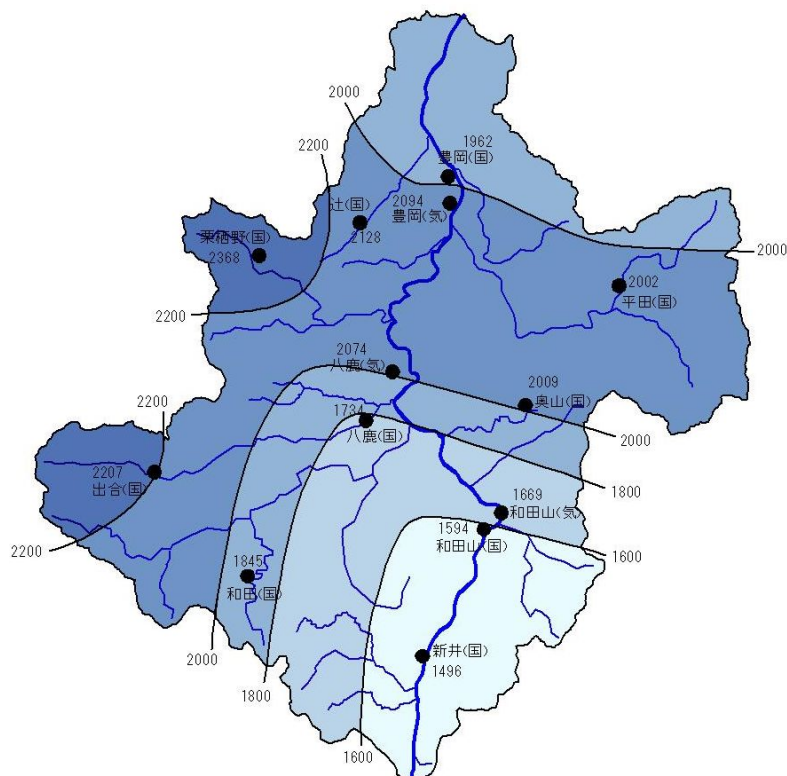 2000
1962
豊岡(国)
2200
2094
豊岡(気)
辻(国)
2128
栗栖野(国)
2368
2000
2002
平田(国)
2200
2074
八鹿(気)
2009
奥山(国)
2200
1734
八鹿(国)
2000
2207
出合(国)
1800
1669
和田山(気)
1594
和田山(国)
2200
1600
1845
和田(国)
2000
新井(国)
1496
1800
1600